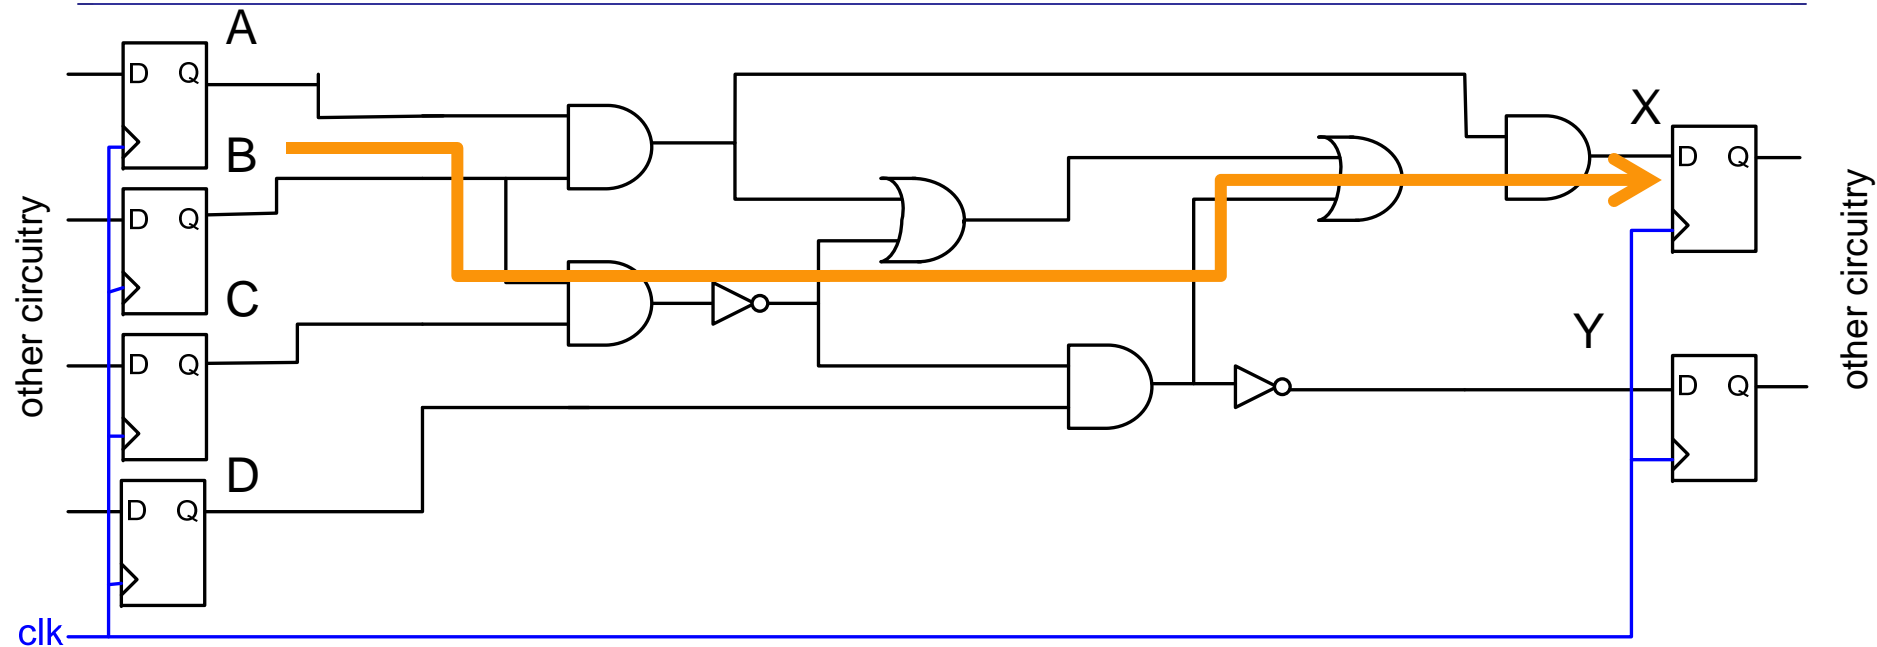 A
D Q
B
D Q
C
D Q
D
D Q
other circuitry
clk
X
D Q
Y
D Q
other circuitry